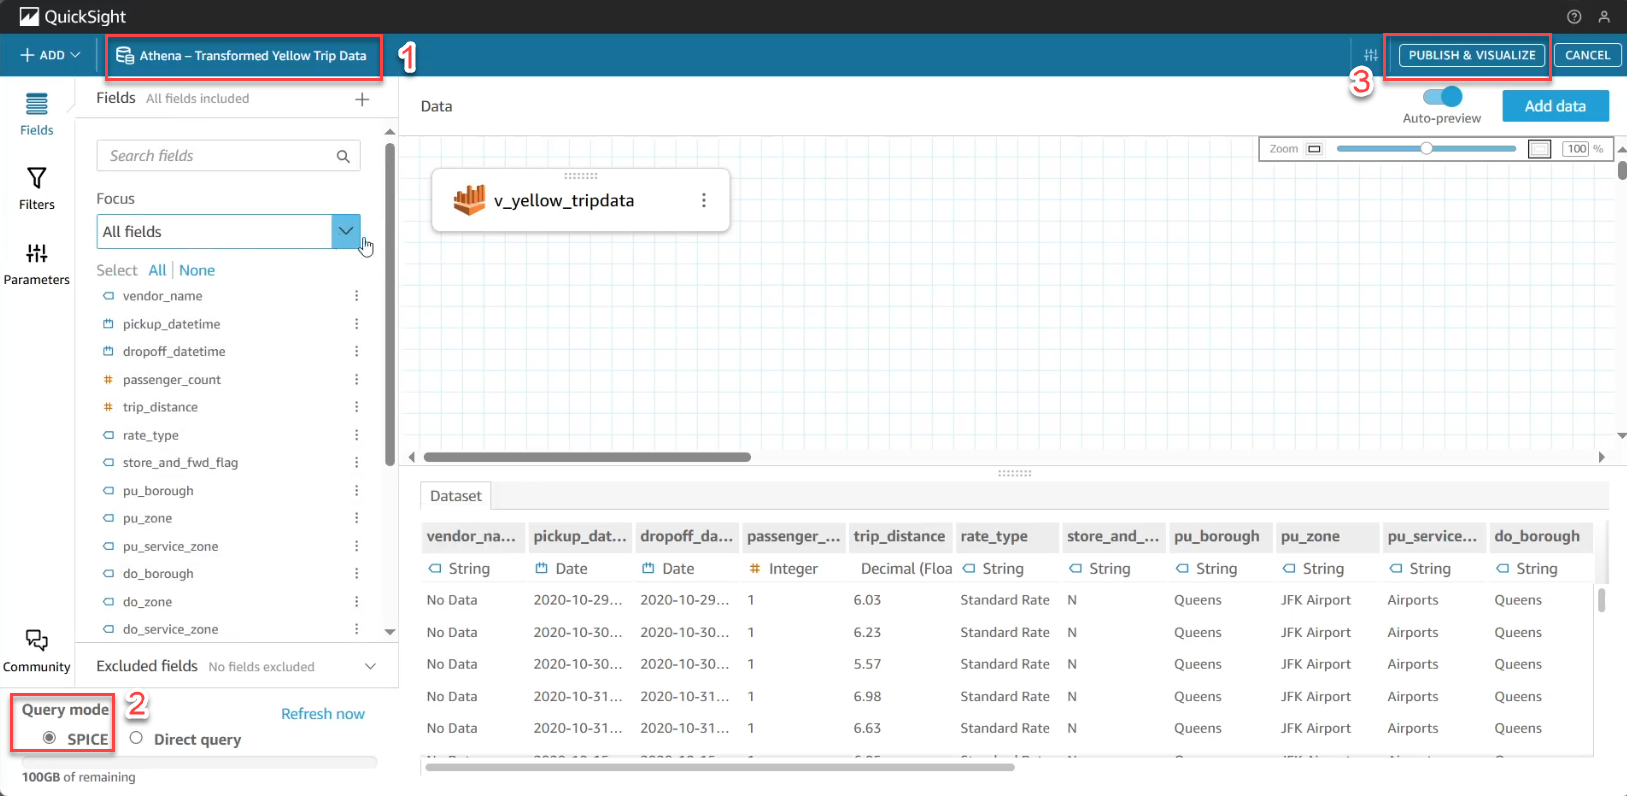 QuickSight
ADD
Athena – Transformed Yellow Trip Data
1
3
PUBLISH & VISUALIZE
CANCEL
Fields All fields included
Data
Auto-preview
Add data
Fields
Search fields
Zoom
100 %
Filters
Focus
v_yellow_tripdata
All fields
Parameters
Select All None
vendor_name
pickup_datetime
dropoff_datetime
passenger_count
trip_distance
rate_type
store_and_fwd_flag
pu_borough
pu_zone
pu_service_zone
do_borough
do_zone
do_service_zone
Community
Excluded fields No fields excluded
Query mode
2
Refresh now
SPICE
Direct query
100GB of remaining
Dataset
vendor_na... pickup_dat... dropoff_da... passenger_... trip_distance rate_type store_and_... pu_borough pu_zone pu_service... do_borough
String Date Date # Integer Decimal (Floa String String String String String String
No Data 2020-10-29... 2020-10-29... 1 6.03 Standard Rate N Queens JFK Airport Airports Queens
No Data 2020-10-30... 2020-10-30... 1 6.23 Standard Rate N Queens JFK Airport Airports Queens
No Data 2020-10-30... 2020-10-30... 1 5.57 Standard Rate N Queens JFK Airport Airports Queens
No Data 2020-10-31... 2020-10-31... 1 6.98 Standard Rate N Queens JFK Airport Airports Queens
No Data 2020-10-31... 2020-10-31... 1 6.63 Standard Rate N Queens JFK Airport Airports Queens